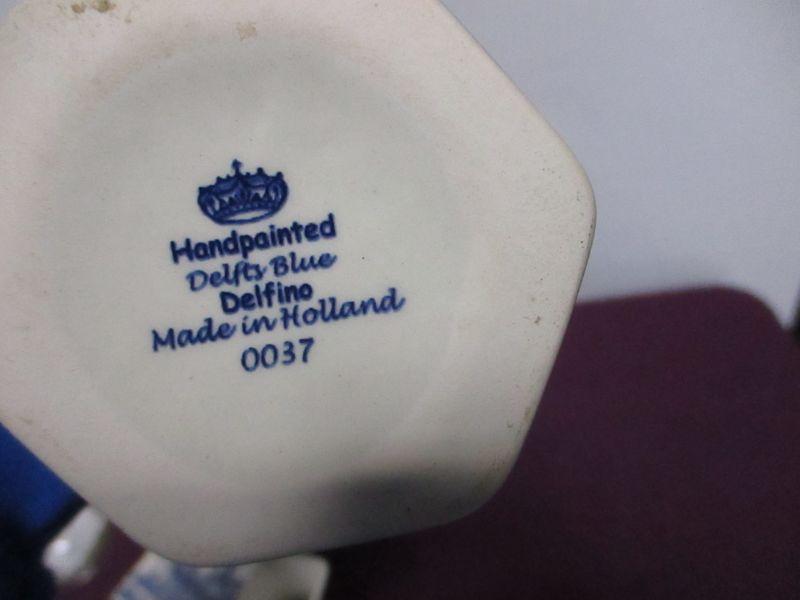 Handpainted
Delfts Blue
Delfino
Made in Holland
0037